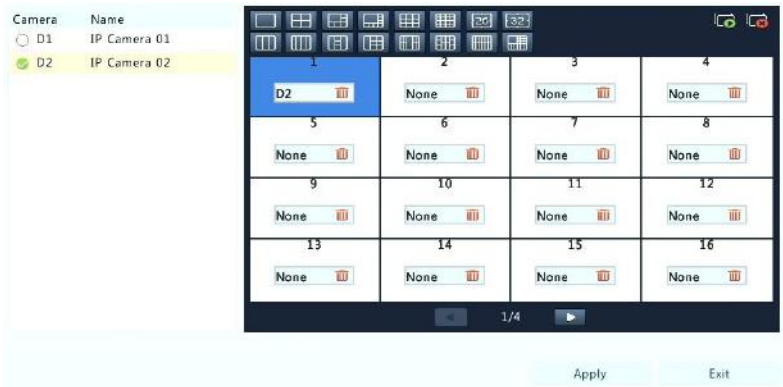 Camera Name
D1 IP Camera 01
D2 IP Camera 02
26 32
1 2 3 4
D2 None None None
5 6 7 8
None None None None
9 10 11 12
None None None None
13 14 15 16
None None None None
1/4
Apply Exit